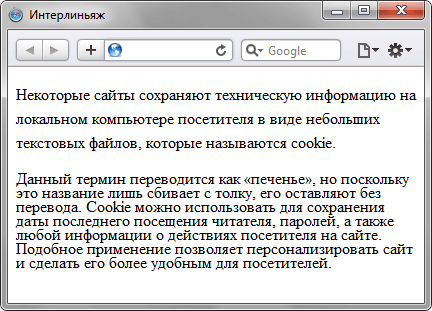 Интерлиньяж
Google
Некоторые сайты сохраняют техническую информацию на
локальном компьютере посетителя в виде небольших
текстовых файлов, которые называются cookie.
Данный термин переводится как «печенье», но поскольку
это название лишь сбивает с толку, его оставляют без
перевода. Cookie можно использовать для сохранения
даты последнего посещения читателя, паролей, а также
любой информации о действиях посетителя на сайте.
Подобное применение позволяет персонализировать сайт
и сделать его более удобным для посетителей.